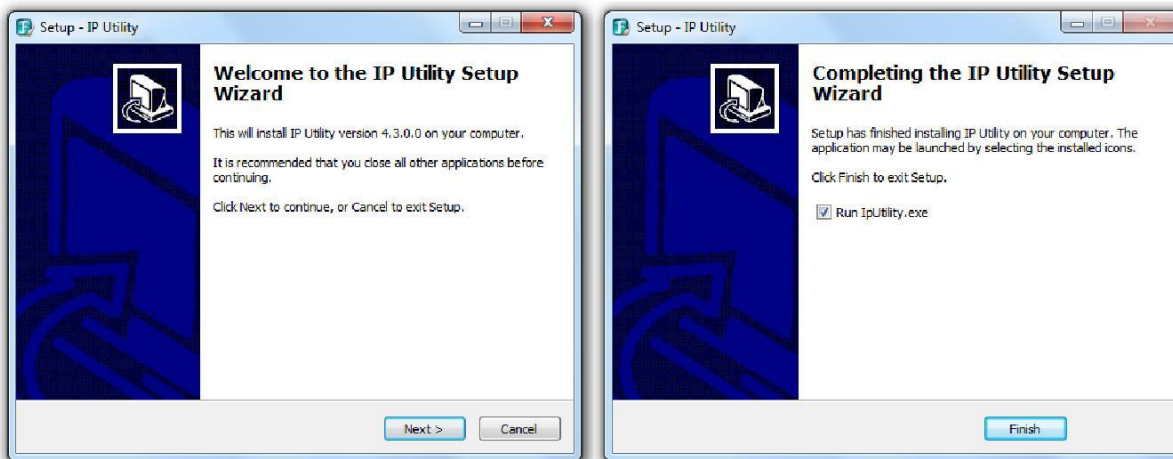 Setup - IP Utility
Welcome to the IP Utility Setup
Wizard
This will install IP Utility version 4.3.0.0 on your computer.
It is recommended that you close all other applications before
continuing.
Click Next to continue, or Cancel to exit Setup.
Next >
Cancel
Setup - IP Utility
Completing the IP Utility Setup
Wizard
Setup has finished installing IP Utility on your computer. The
application may be launched by selecting the installed icons.
Click Finish to exit Setup.
Run IpUtility.exe
Finish